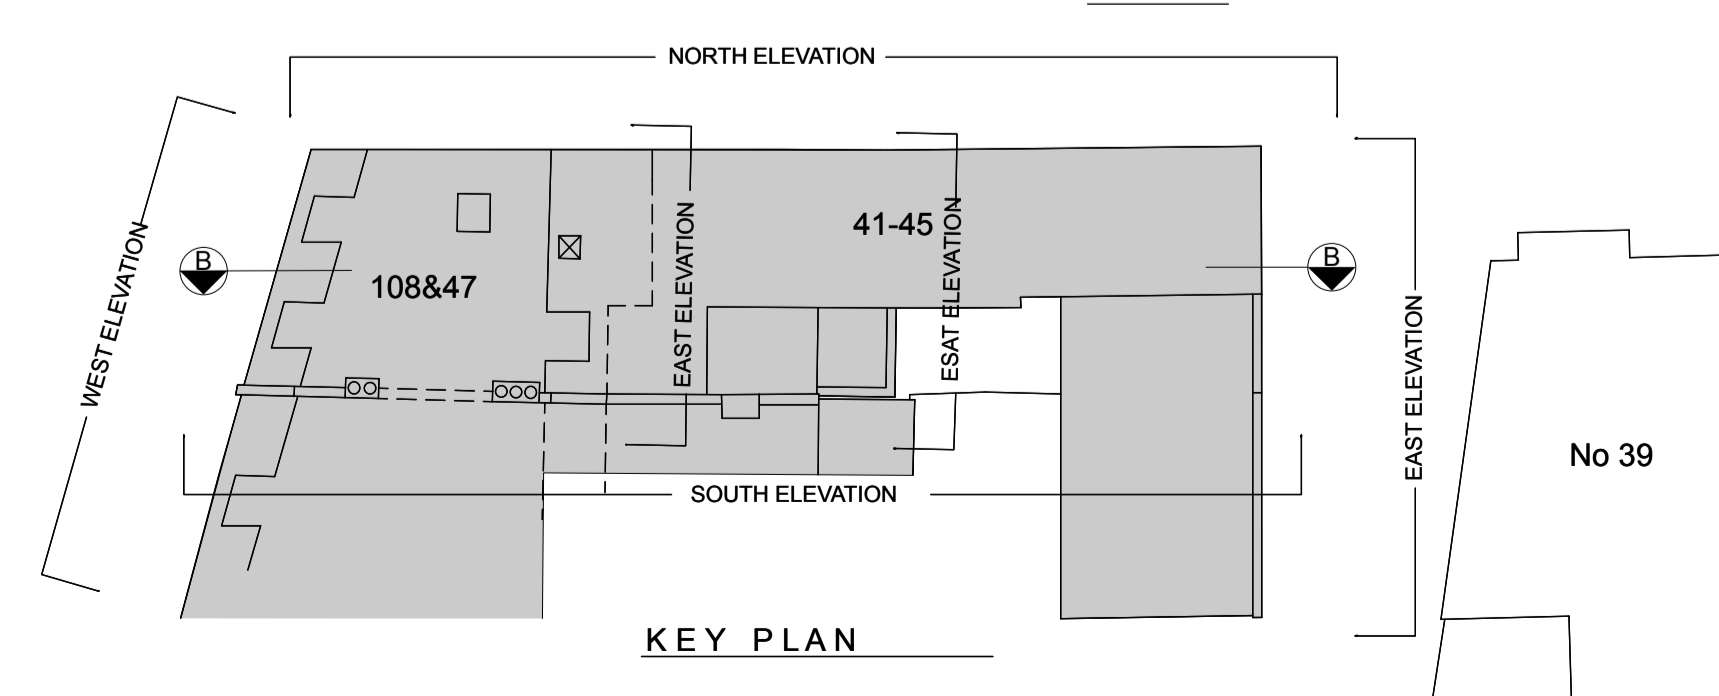 NORTH ELEVATION
WEST ELEVATION
B
108&47
EAST ELEVATION
41-45
ESAT ELEVATION
B
EAST ELEVATION
No 39
SOUTH ELEVATION
KEY PLAN